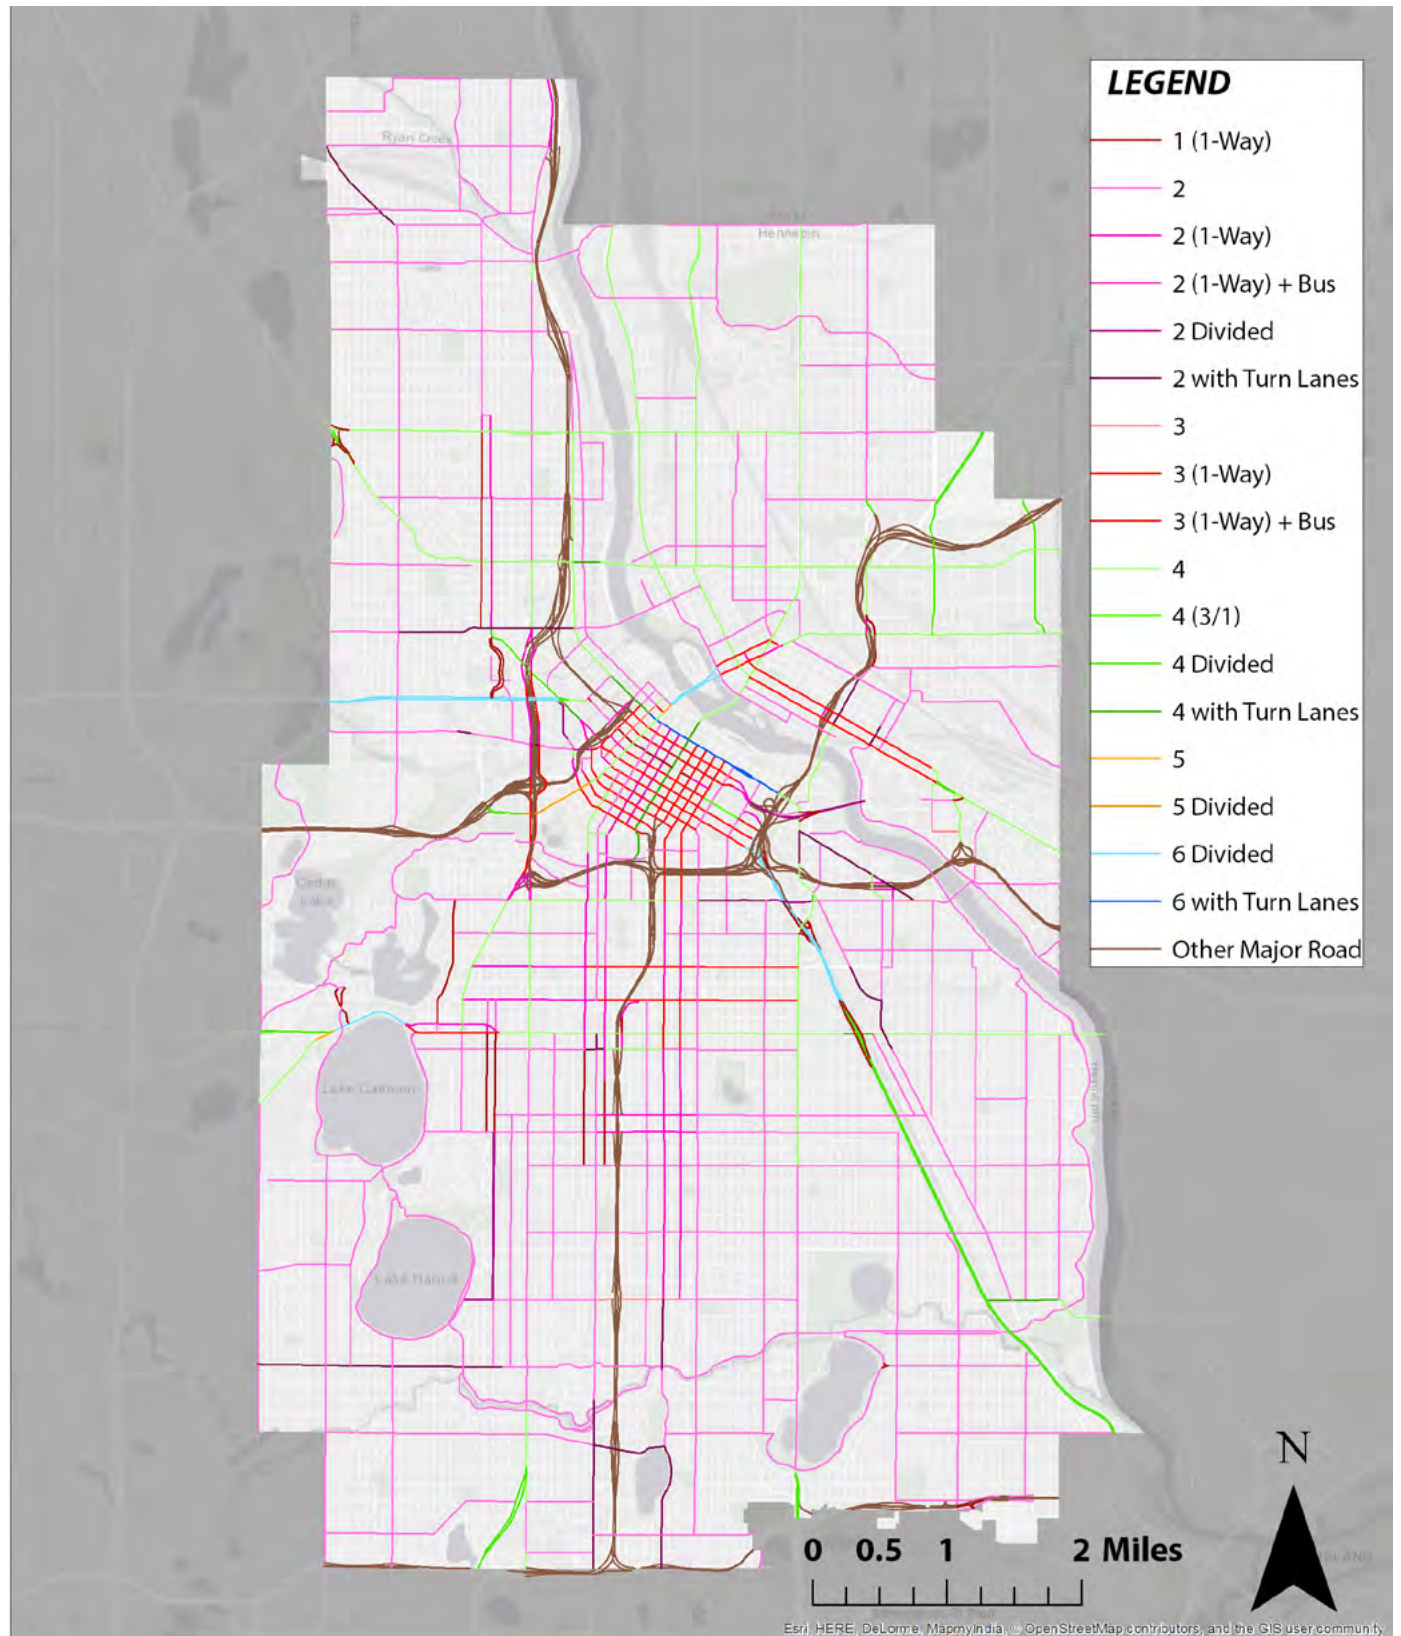 LEGEND
1 (1-Way)
2
2 (1-Way)
2 (1-Way) + Bus
2 Divided
2 with Turn Lanes
3
3 (1-Way)
3 (1-Way) + Bus
4
4 (3/1)
4 Divided
4 with Turn Lanes
5
5 Divided
6 Divided
6 with Turn Lanes
Other Major Road
Ryan Creek
Hennepin
Cedar
Lake
Lake Calhoun
Lake Harriet
N
0 0.5 1 2 Miles
Esri, HERE, DeLorme, MapmyIndia, © OpenStreetMap contributors, and the GIS user community